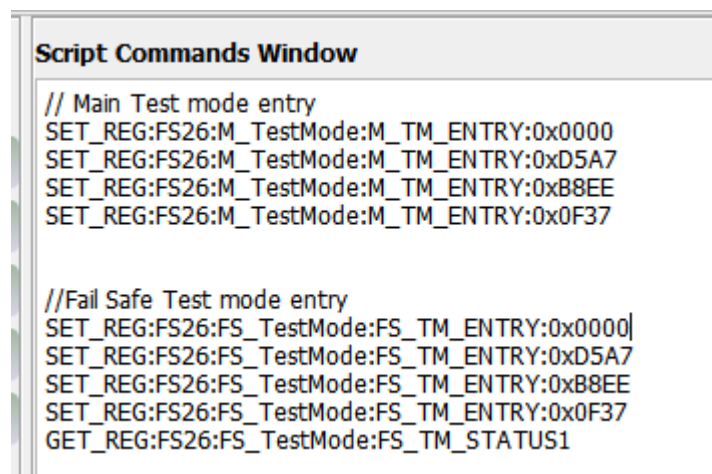 Script Commands Window
// Main Test mode entry
SET_REG:FS26:M_TestMode:M_TM_ENTRY:0x0000
SET_REG:FS26:M_TestMode:M_TM_ENTRY:0xD5A7
SET_REG:FS26:M_TestMode:M_TM_ENTRY:0xB8EE
SET_REG:FS26:M_TestMode:M_TM_ENTRY:0x0F37
//Fail Safe Test mode entry
SET_REG:FS26:FS_TestMode:FS_TM_ENTRY:0x0000
SET_REG:FS26:FS_TestMode:FS_TM_ENTRY:0xD5A7
SET_REG:FS26:FS_TestMode:FS_TM_ENTRY:0xB8EE
SET_REG:FS26:FS_TestMode:FS_TM_ENTRY:0x0F37
GET_REG:FS26:FS_TestMode:FS_TM_STATUS1